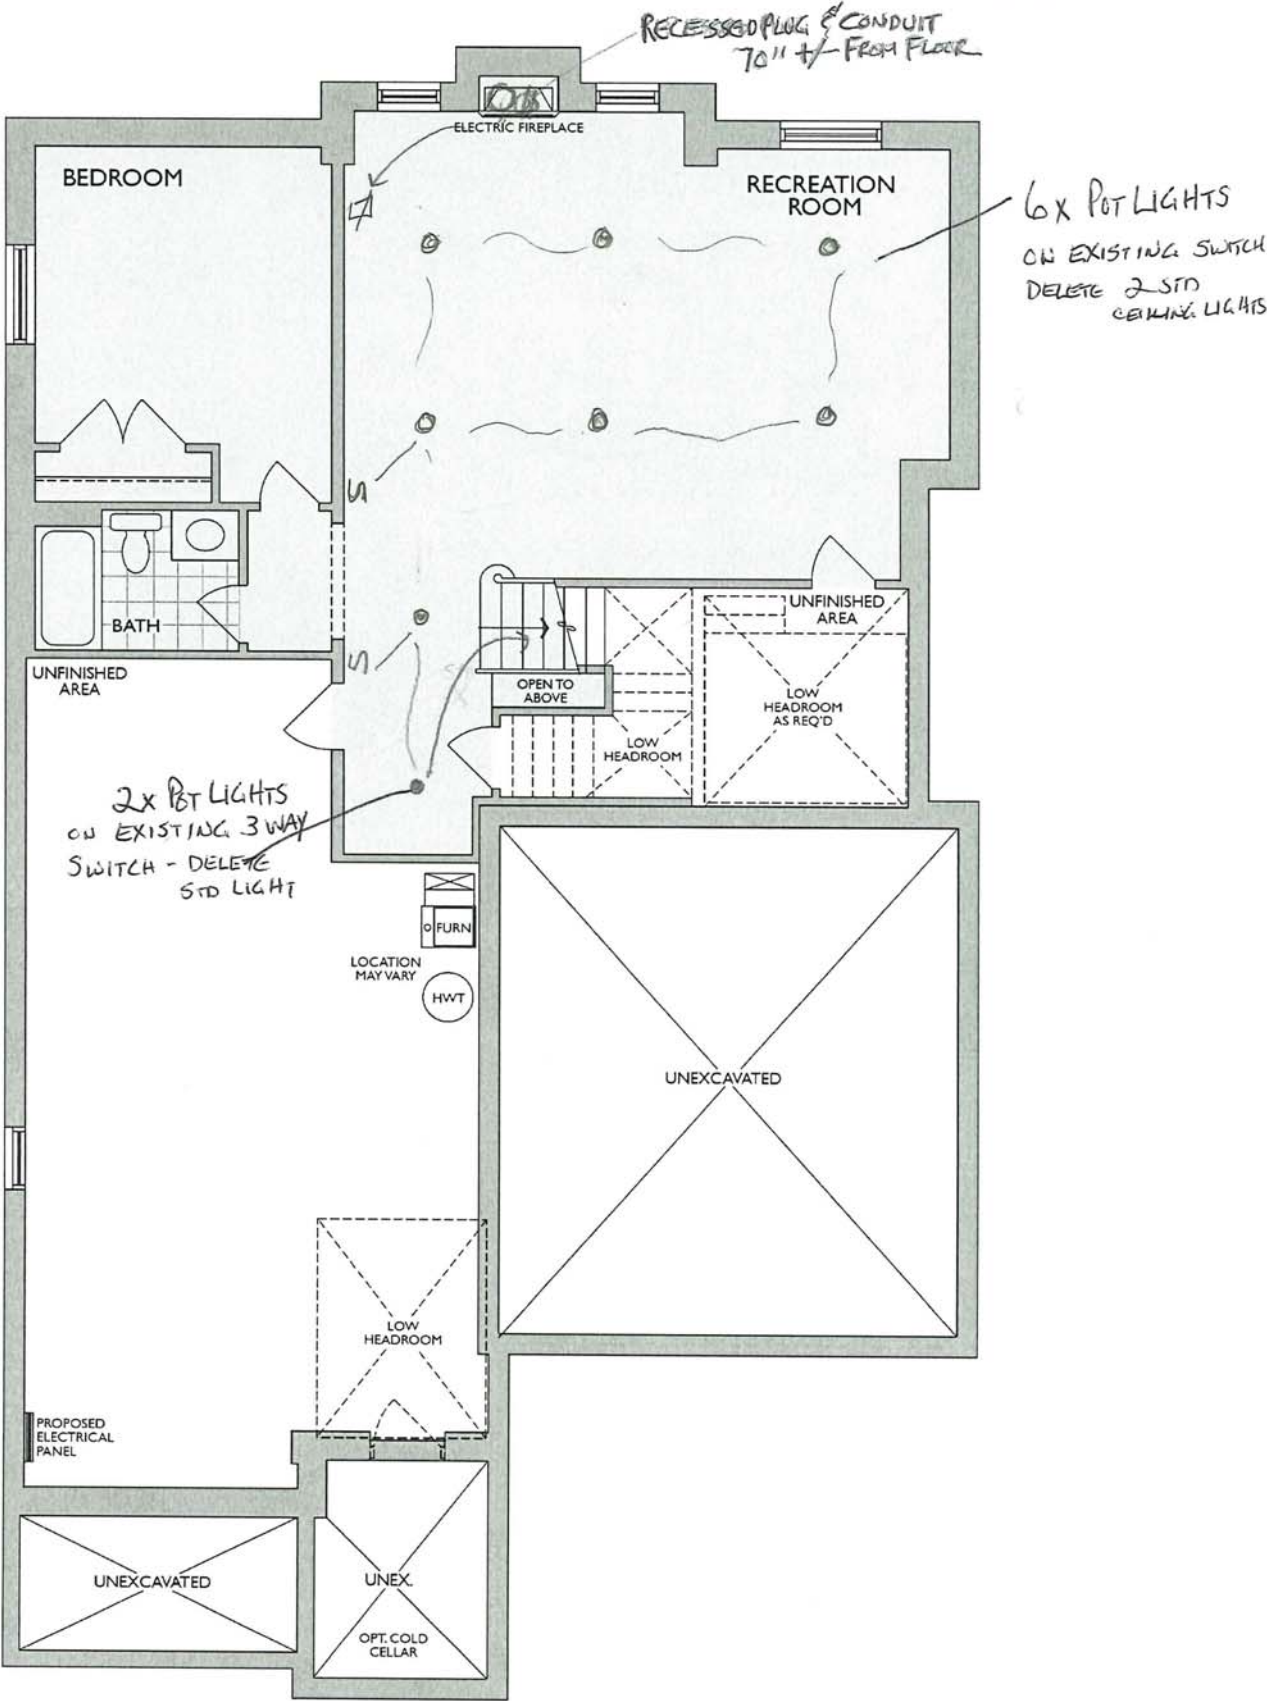 RECESSED PLUG & CONDUIT
70" +/- FROM FLOOR
ELECTRIC FIREPLACE
BEDROOM
RECREATION
ROOM
6x POT LIGHTS
ON EXISTING SWITCH
DELETE 2 STD
CEILING LIGHTS
S
BATH
UNFINISHED
AREA
S
UNFINISHED
AREA
OPEN TO
ABOVE
LOW
HEADROOM
AS REQ'D
LOW
HEADROOM
2x POT LIGHTS
ON EXISTING 3 WAY
SWITCH - DELETE
STD LIGHT
FURN
LOCATION
MAY VARY
HWT
UNEXCAVATED
LOW
HEADROOM
PROPOSED
ELECTRICAL
PANEL
UNEXCAVATED
UNEX.
OPT. COLD
CELLAR